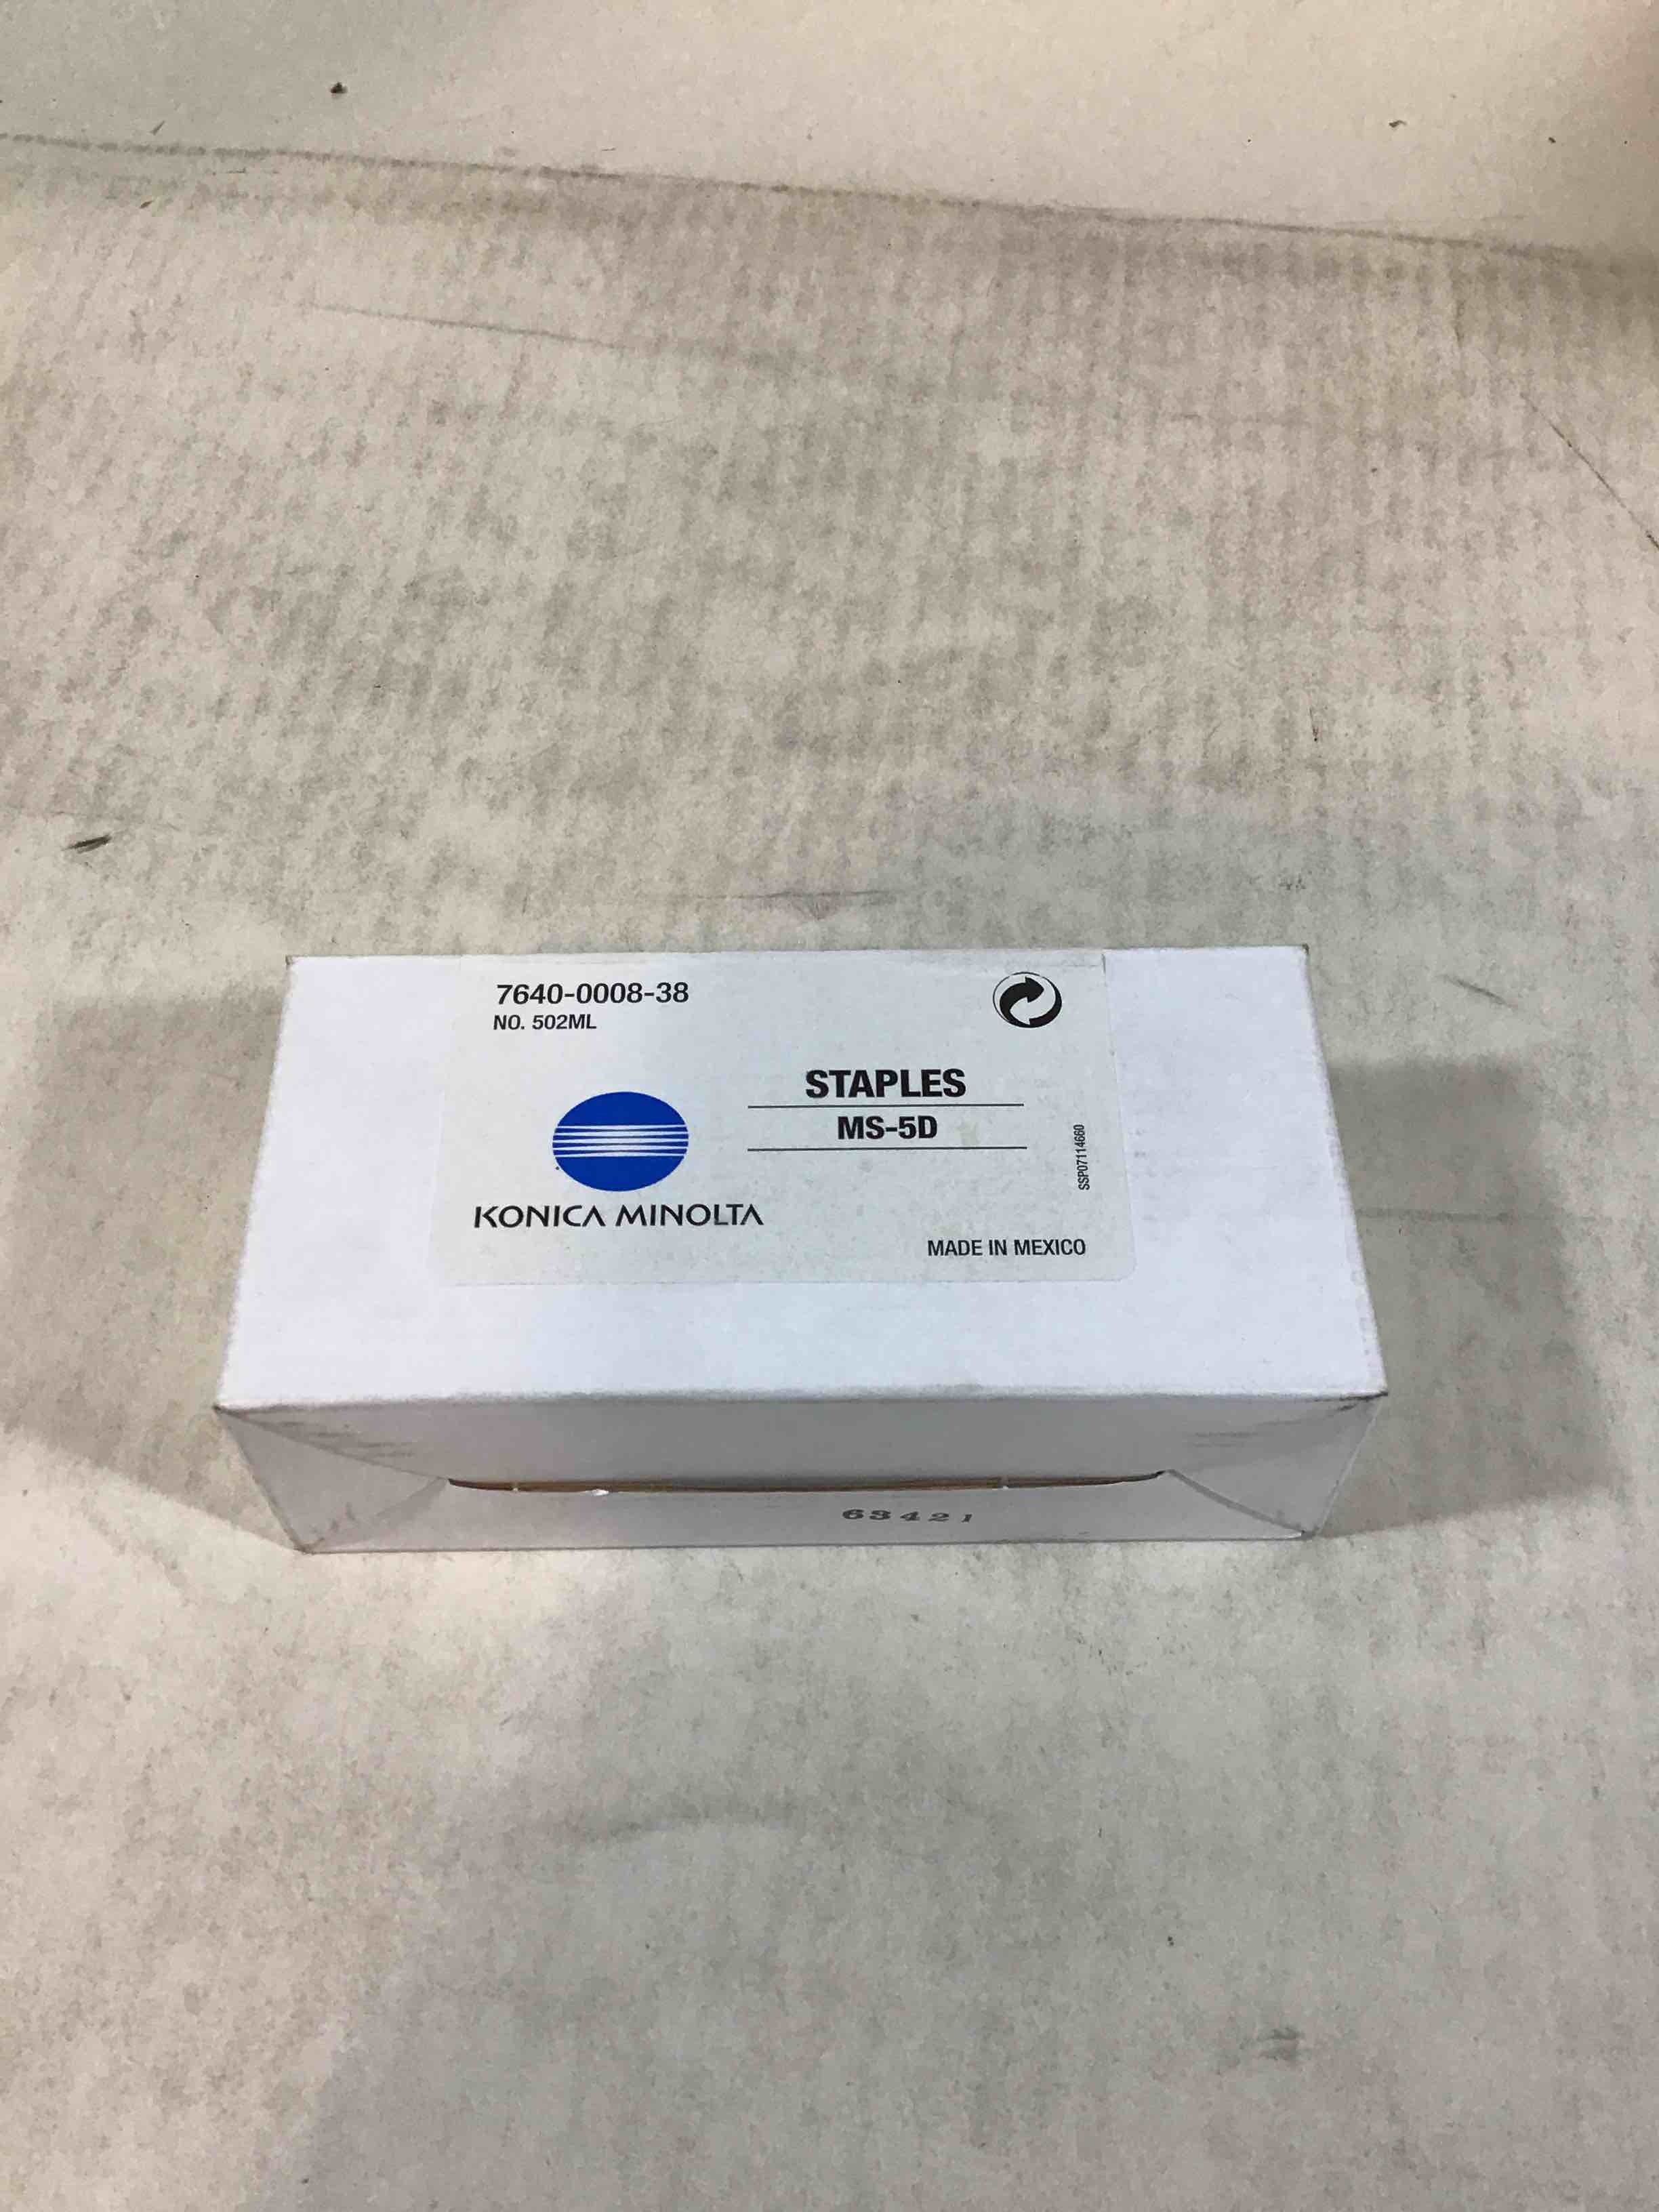 7640-0008-38
NO. 502ML
STAPLES
MS-5D
KONICA MINOLTA
SSP07114660
MADE IN MEXICO
63421